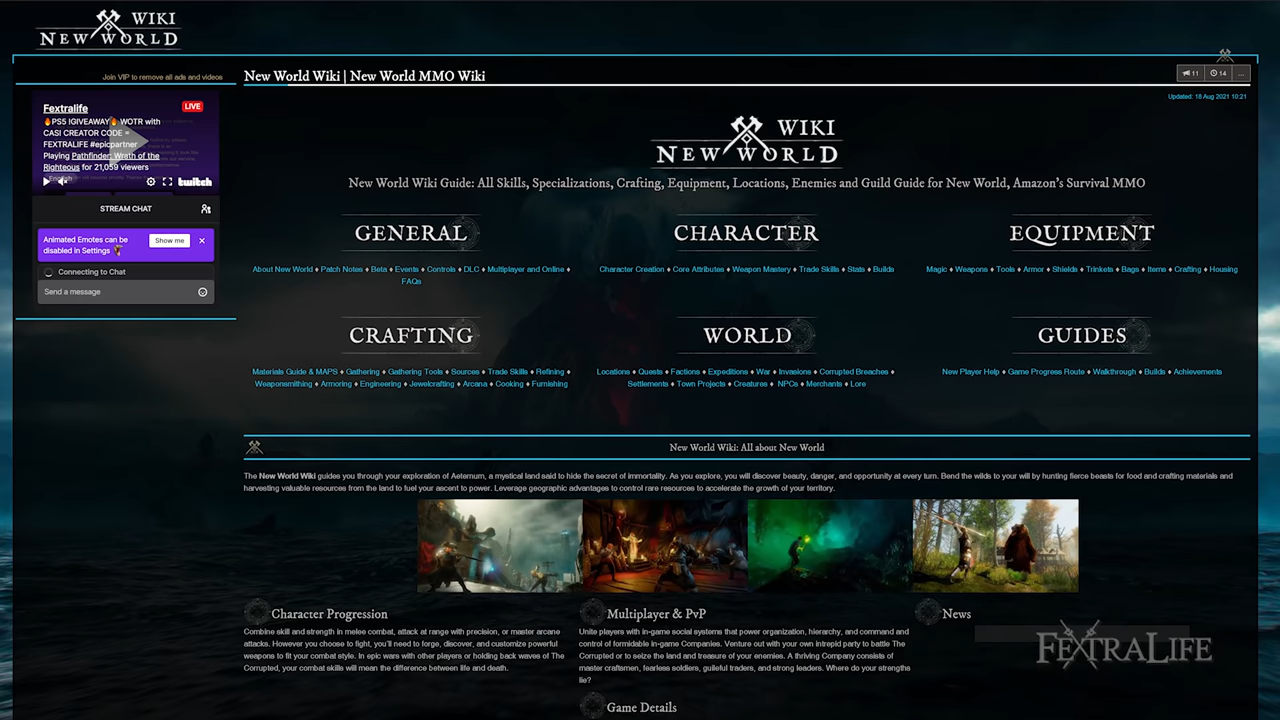 WIKI
NEW WORLD
Join VIP to remove all ads and videos
New World Wiki | New World MMO Wiki
11
14
...
Updated: 18 Aug 2021 10:21
Fextralife
LIVE
🔥PS5 !GIVEAWAY🔥 WOTR with
CASI CREATOR CODE =
FEXTRALIFE #epicpartner
Playing Pathfinder: Wrath of the
Righteous for 21,059 viewers
English
twitch
STREAM CHAT
Animated Emotes can be
disabled in Settings
Show me
Connecting to Chat
Send a message
WIKI
NEW WORLD
New World Wiki Guide: All Skills, Specializations, Crafting, Equipment, Locations, Enemies and Guild Guide for New World, Amazon's Survival MMO
GENERAL
About New World ♦ Patch Notes ♦ Beta ♦ Events ♦ Controls ♦ DLC ♦ Multiplayer and Online ♦
FAQs
CHARACTER
Character Creation ♦ Core Attributes ♦ Weapon Mastery ♦ Trade Skills ♦ Stats ♦ Builds
EQUIPMENT
Magic ♦ Weapons ♦ Tools ♦ Armor ♦ Shields ♦ Trinkets ♦ Bags ♦ Items ♦ Crafting ♦ Housing
CRAFTING
Materials Guide & MAPS ♦ Gathering ♦ Gathering Tools ♦ Sources ♦ Trade Skills ♦ Refining ♦
Weaponsmithing ♦ Armoring ♦ Engineering ♦ Jewelcrafting ♦ Arcana ♦ Cooking ♦ Furnishing
WORLD
Locations ♦ Quests ♦ Factions ♦ Expeditions ♦ War ♦ Invasions ♦ Corrupted Breaches ♦
Settlements ♦ Town Projects ♦ Creatures ♦ NPCs ♦ Merchants ♦ Lore
GUIDES
New Player Help ♦ Game Progress Route ♦ Walkthrough ♦ Builds ♦ Achievements
New World Wiki: All about New World
The New World Wiki guides you through your exploration of Aeternum, a mystical land said to hide the secret of immortality. As you explore, you will discover beauty, danger, and opportunity at every turn. Bend the wilds to your will by hunting fierce beasts for food and crafting materials and
harvesting valuable resources from the land to fuel your ascent to power. Leverage geographic advantages to control rare resources to accelerate the growth of your territory.
Character Progression
Combine skill and strength in melee combat, attack at range with precision, or master arcane
attacks. However you choose to fight, you'll need to forge, discover, and customize powerful
weapons to fit your combat style. In epic wars with other players or holding back waves of The
Corrupted, your combat skills will mean the difference between life and death.
Multiplayer & PvP
Unite players with in-game social systems that power organization, hierarchy, and command and
control of formidable in-game Companies. Venture out with your own intrepid party to battle The
Corrupted or to seize the land and treasure of your enemies. A thriving Company consists of
master craftsmen, fearless soldiers, guileful traders, and strong leaders. Where do your strengths
lie?
Game Details
News
FEXTRALIFE